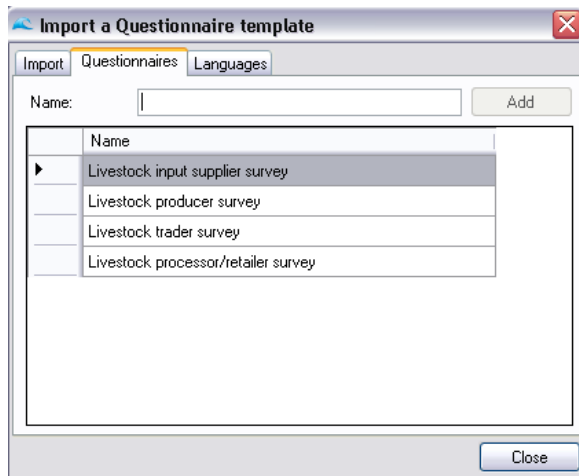 Import a Questionnaire template
Import Questionnaires Languages
Name: Add
Name
Livestock input supplier survey
Livestock producer survey
Livestock trader survey
Livestock processor/retailer survey
Close